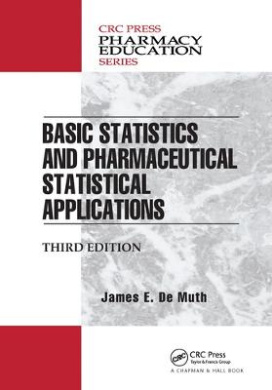 CRC PRESS
PHARMACY
EDUCATION
SERIES
BASIC STATISTICS
AND PHARMACEUTICAL
STATISTICAL
APPLICATIONS
THIRD EDITION
James E. De Muth
CRC Press
Taylor & Francis Group
A CHAPMAN & HALL BOOK